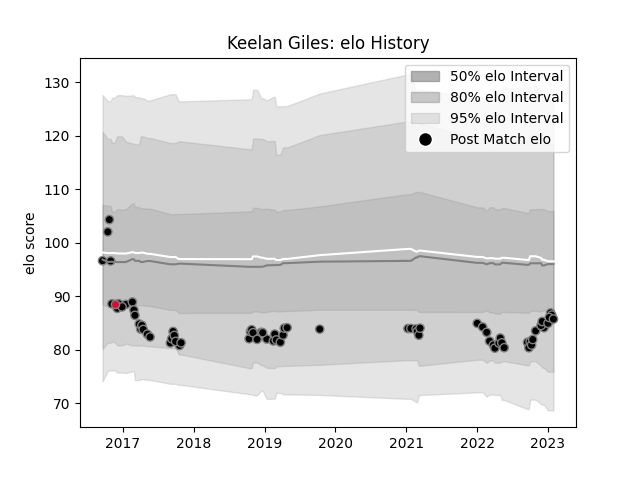 Keelan Giles: elo History
50% elo Interval
80% elo Interval
95% elo Interval
Post Match elo
elo score
130
120
110
100
90
80
70
2017
2018
2019
2020
2021
2022
2023